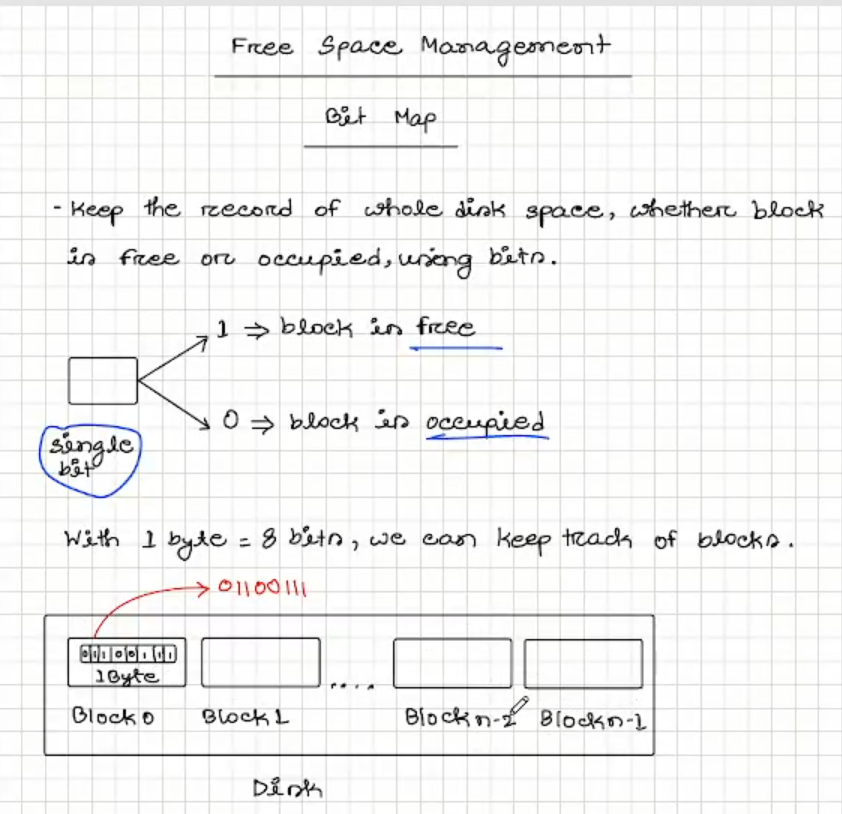 Free Space Management
Bit Map
- Keep the record of whole disk space, whether block
is free or occupied, using bits.
1 ⇒ block is free
0 ⇒ block is occupied
single
bit
With 1 byte = 8 bits, we can keep track of blocks.
01100111
0 1 1 0 0 1 1 1
1Byte
.....
Block 0 Block 1 Block n-2 Block n-1
Disk